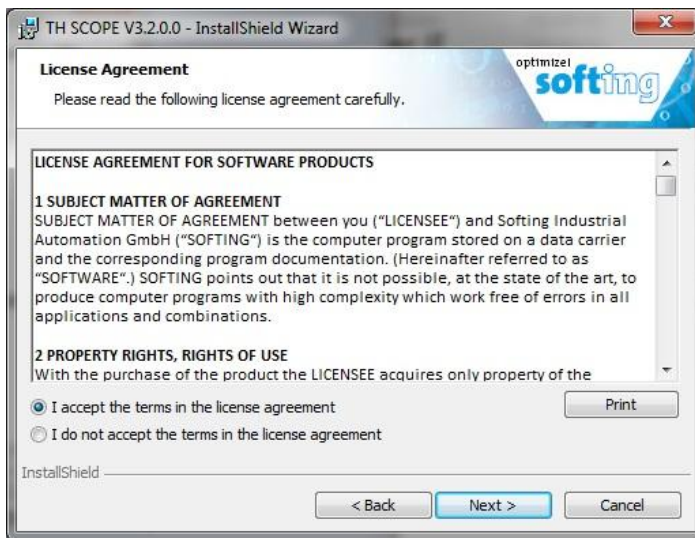 TH SCOPE V3.2.0.0 - InstallShield Wizard
License Agreement
Please read the following license agreement carefully.
optimize!
softing
LICENSE AGREEMENT FOR SOFTWARE PRODUCTS
1 SUBJECT MATTER OF AGREEMENT
SUBJECT MATTER OF AGREEMENT between you (“LICENSEE“) and Softing Industrial
Automation GmbH (“SOFTING“) is the computer program stored on a data carrier
and the corresponding program documentation. (Hereinafter referred to as
“SOFTWARE“.) SOFTING points out that it is not possible, at the state of the art, to
produce computer programs with high complexity which work free of errors in all
applications and combinations.
2 PROPERTY RIGHTS, RIGHTS OF USE
With the purchase of the product the LICENSEE acquires only property of the
I accept the terms in the license agreement
Print
I do not accept the terms in the license agreement
InstallShield
< Back
Next >
Cancel